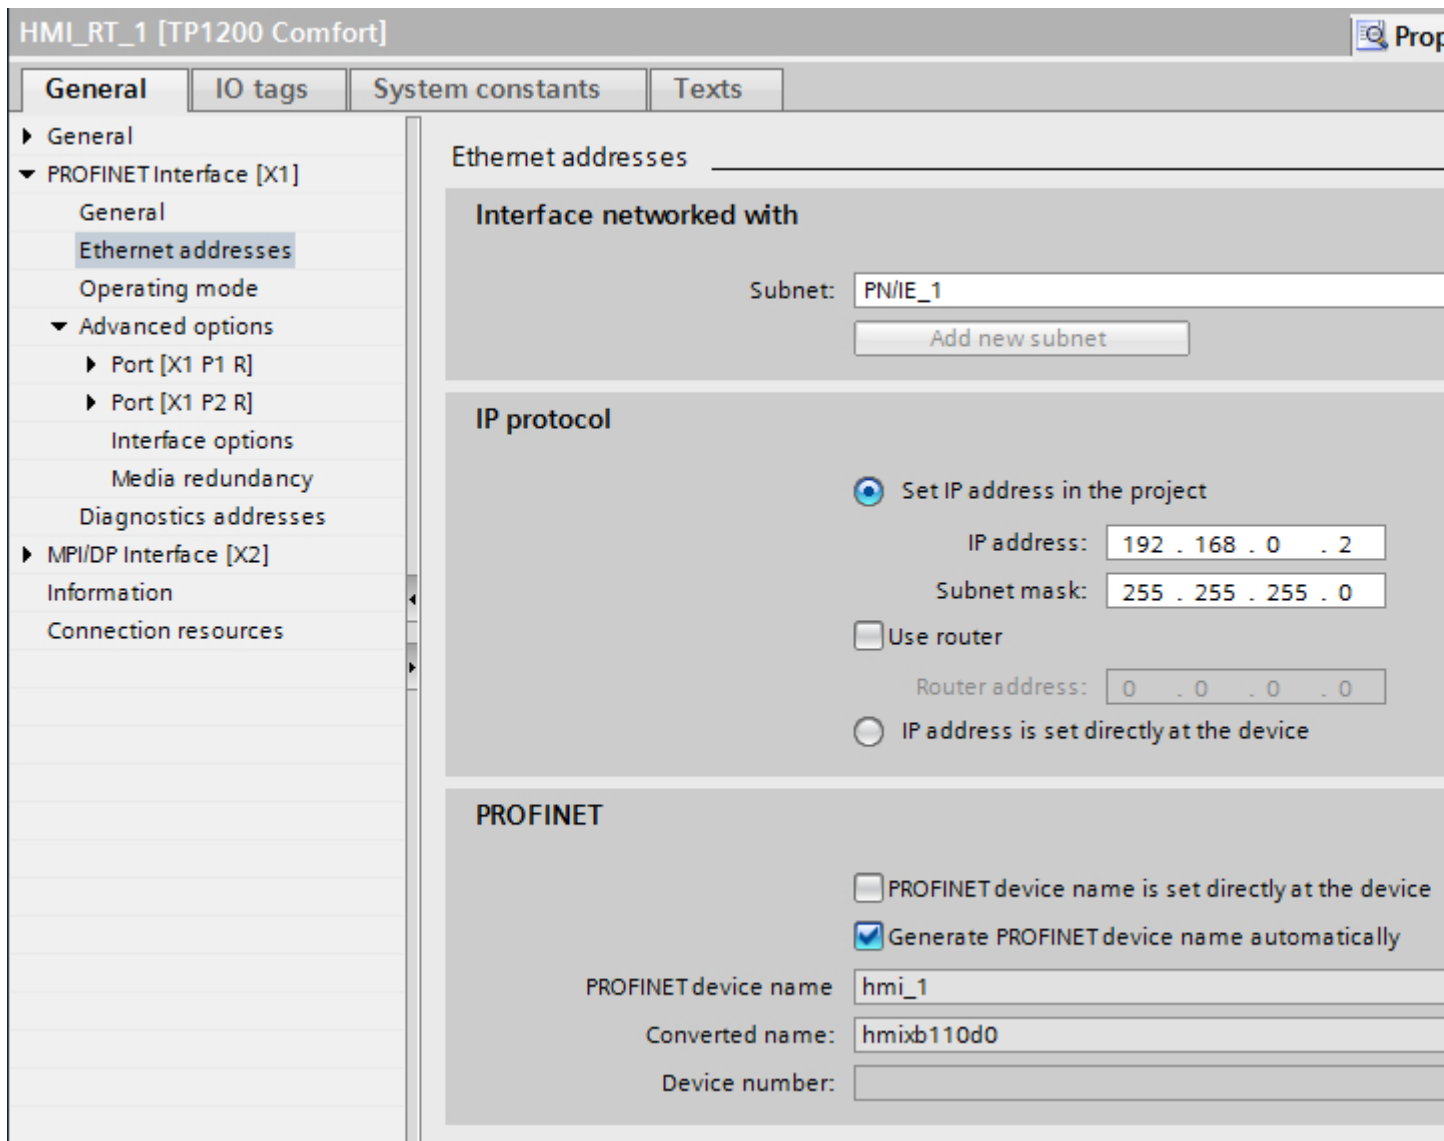 HMI_RT_1 [TP1200 Comfort]
Prop
General IO tags System constants Texts
General
PROFINET Interface [X1]
General
Ethernet addresses
Operating mode
Advanced options
Port [X1 P1 R]
Port [X1 P2 R]
Interface options
Media redundancy
Diagnostics addresses
MPI/DP Interface [X2]
Information
Connection resources
Ethernet addresses
Interface networked with
Subnet: PN/IE_1
Add new subnet
IP protocol
Set IP address in the project
IP address: 192 . 168 . 0 . 2
Subnet mask: 255 . 255 . 255 . 0
Use router
Router address: 0 . 0 . 0 . 0
IP address is set directly at the device
PROFINET
PROFINET device name is set directly at the device
Generate PROFINET device name automatically
PROFINET device name hmi_1
Converted name: hmixb110d0
Device number: